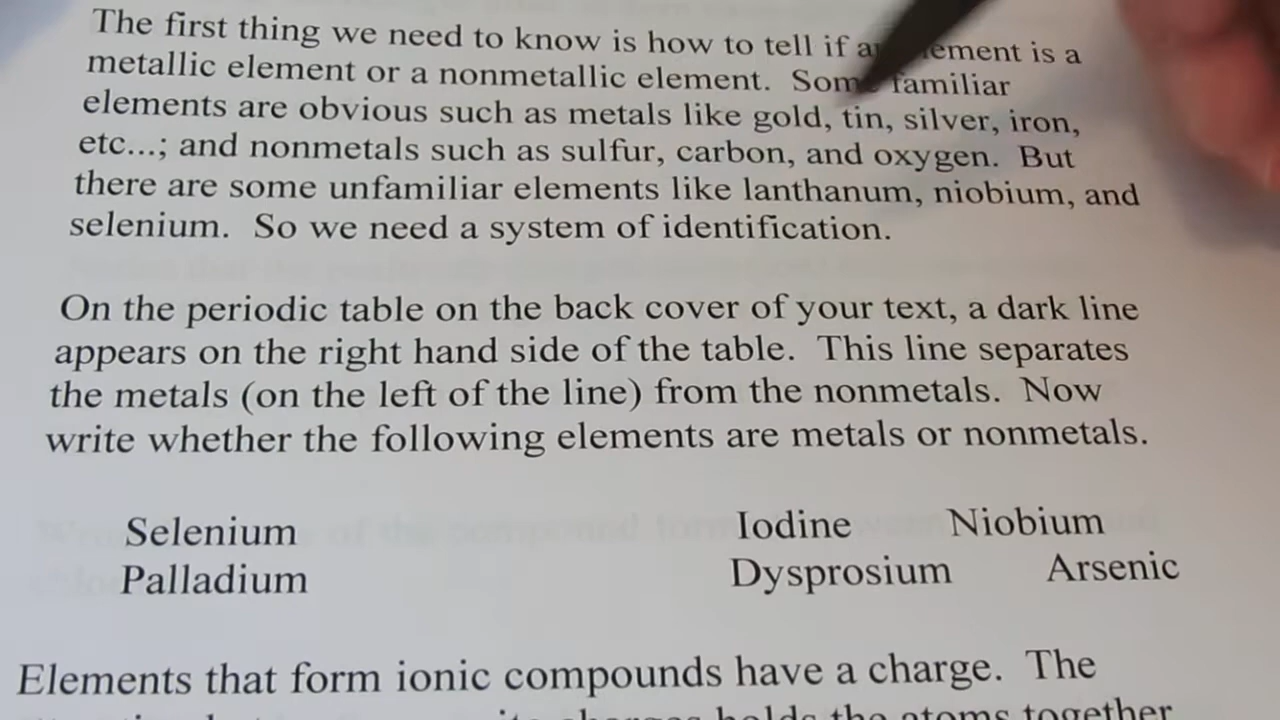 The first thing we need to know is how to tell if is a
metallic element or a nonmetallic element. Some familiar
elements are obvious such as metals like gold, tin, silver, iron,
etc...; and nonmetals such as sulfur, carbon, and oxygen. But
there are some unfamiliar elements like lanthanum, niobium, and
selenium. So we need a system of identification.
On the periodic table on the back cover of your text, a dark line
appears on the right hand side of the table. This line separates
the metals (on the left of the line) from the nonmetals. Now
write whether the following elements are metals or nonmetals.
Selenium Iodine Niobium
Palladium Dysprosium Arsenic
Elements that form ionic compounds have a charge. The
charges holds the atoms together